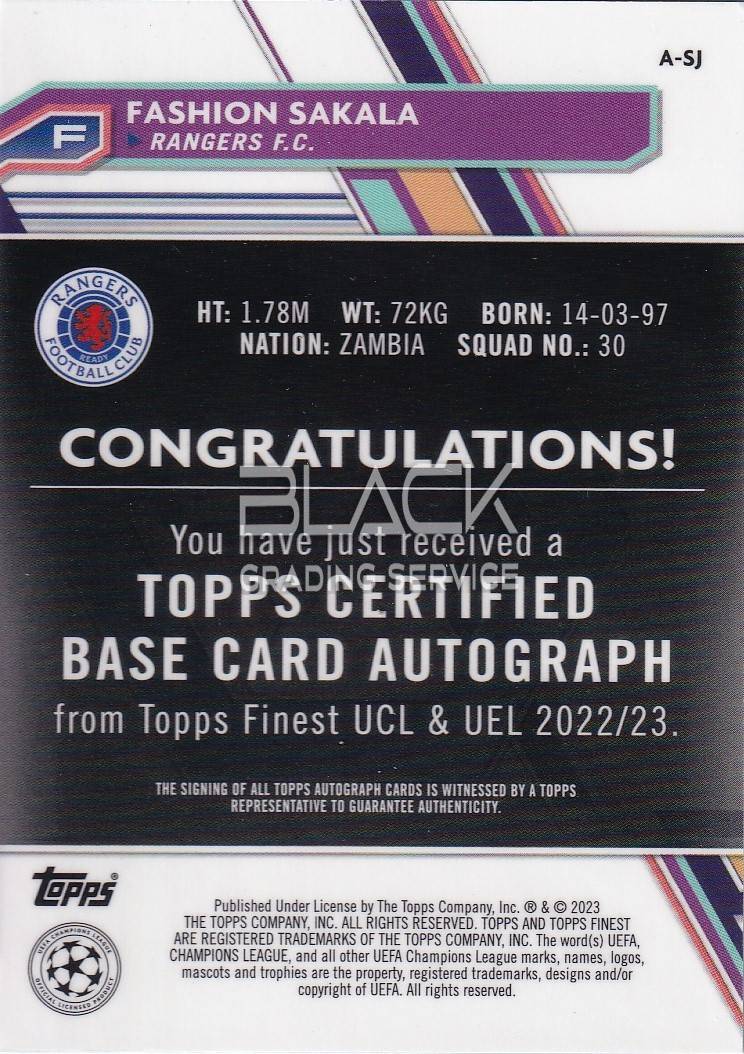 A-SJ
F
FASHION SAKALA
RANGERS F.C.
RANGERS
FOOTBALL CLUB
READY
HT: 1.78M WT: 72KG BORN: 14-03-97
NATION: ZAMBIA SQUAD NO.: 30
CONGRATULATIONS!
BLACK
GRADING SERVICE
You have just received a
TOPPS CERTIFIED
BASE CARD AUTOGRAPH
from Topps Finest UCL & UEL 2022/23.
THE SIGNING OF ALL TOPPS AUTOGRAPH CARDS IS WITNESSED BY A TOPPS
REPRESENTATIVE TO GUARANTEE AUTHENTICITY.
Topps®
UEFA CHAMPIONS LEAGUE
OFFICIAL LICENSED PRODUCT
Published Under License by The Topps Company, Inc. ® & © 2023
THE TOPPS COMPANY, INC. ALL RIGHTS RESERVED. TOPPS AND TOPPS FINEST
ARE REGISTERED TRADEMARKS OF THE TOPPS COMPANY, INC. The word(s) UEFA,
CHAMPIONS LEAGUE, and all other UEFA Champions League marks, names, logos,
mascots and trophies are the property, registered trademarks, designs and/or
copyright of UEFA. All rights reserved.